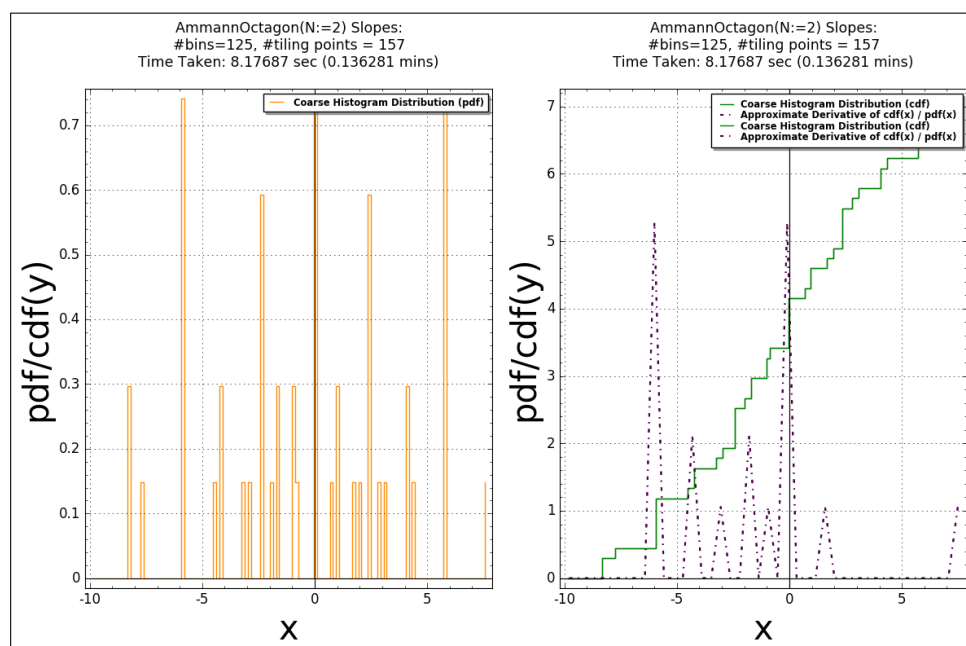 AmmannOctagon(N:=2) Slopes:
#bins=125, #tiling points = 157
Time Taken: 8.17687 sec (0.136281 mins)
Coarse Histogram Distribution (pdf)
0.7
0.6
0.5
0.4
0.3
0.2
0.1
0
-10
-5
0
5
pdf/cdf(y)
x
AmmannOctagon(N:=2) Slopes:
#bins=125, #tiling points = 157
Time Taken: 8.17687 sec (0.136281 mins)
Coarse Histogram Distribution (cdf)
Approximate Derivative of cdf(x) / pdf(x)
Coarse Histogram Distribution (cdf)
Approximate Derivative of cdf(x) / pdf(x)
7
6
5
4
3
2
1
0
-10
-5
0
5
pdf/cdf(y)
x